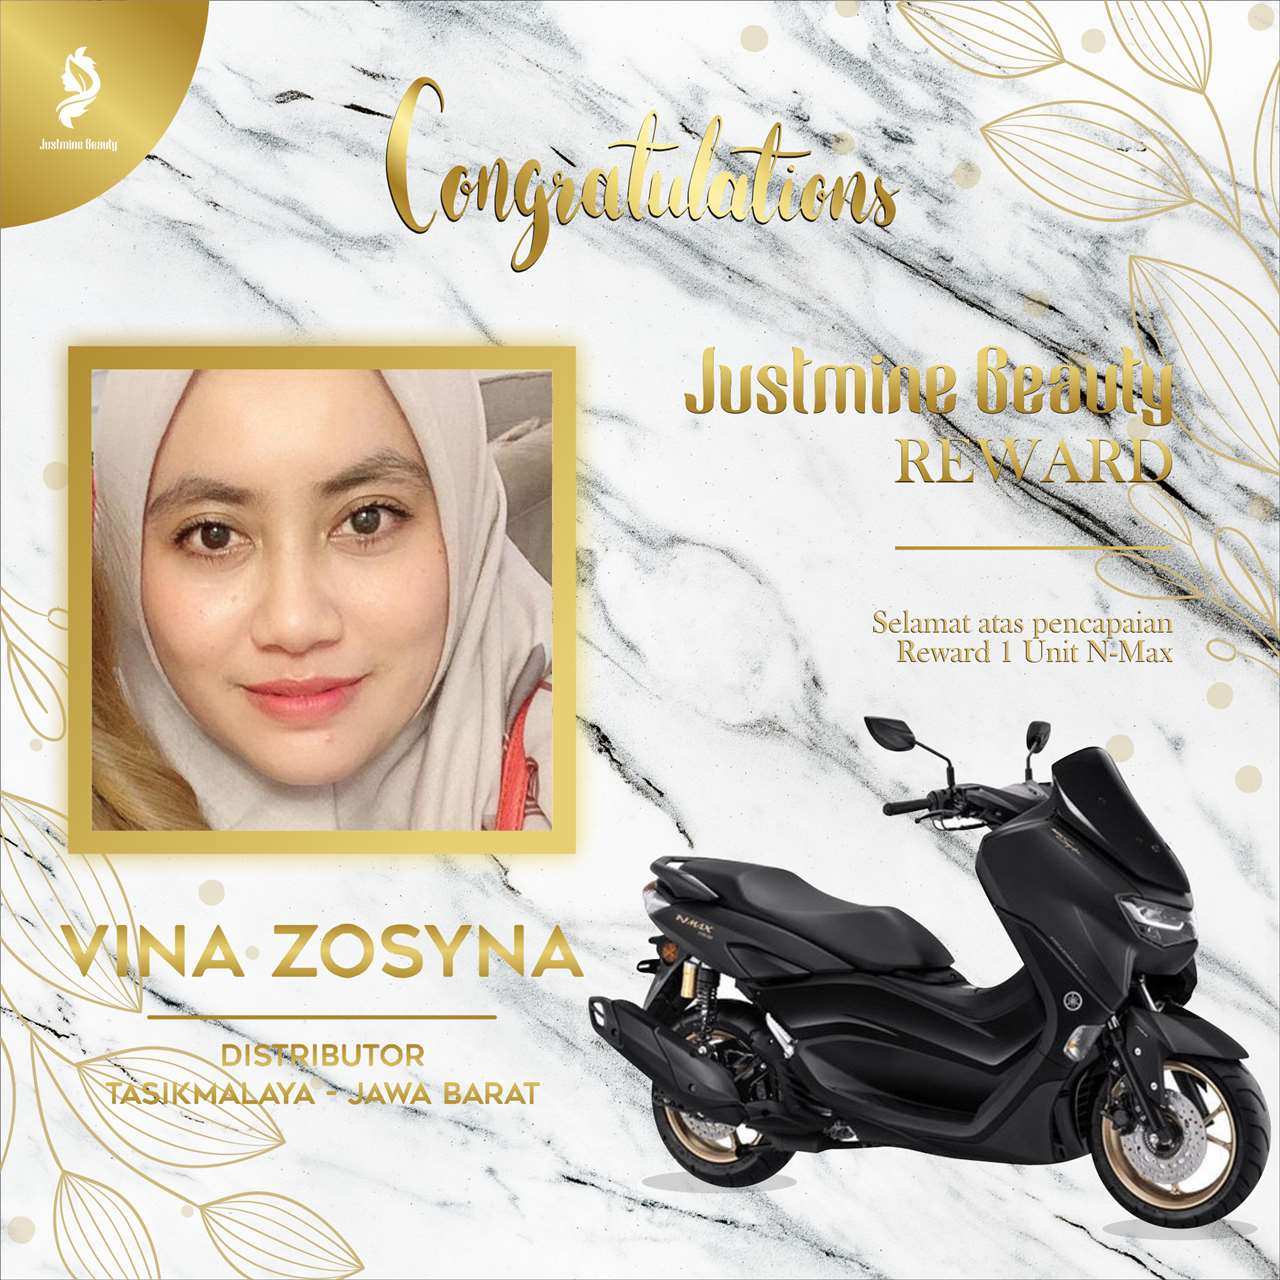 Justmine Beauty
Congratulations
Justmine Beauty
REWARD
Selamat atas pencapaian
Reward 1 Unit N-Max
N-MAX
VINA ZOSYNA
DISTRIBUTOR
TASIKMALAYA - JAWA BARAT